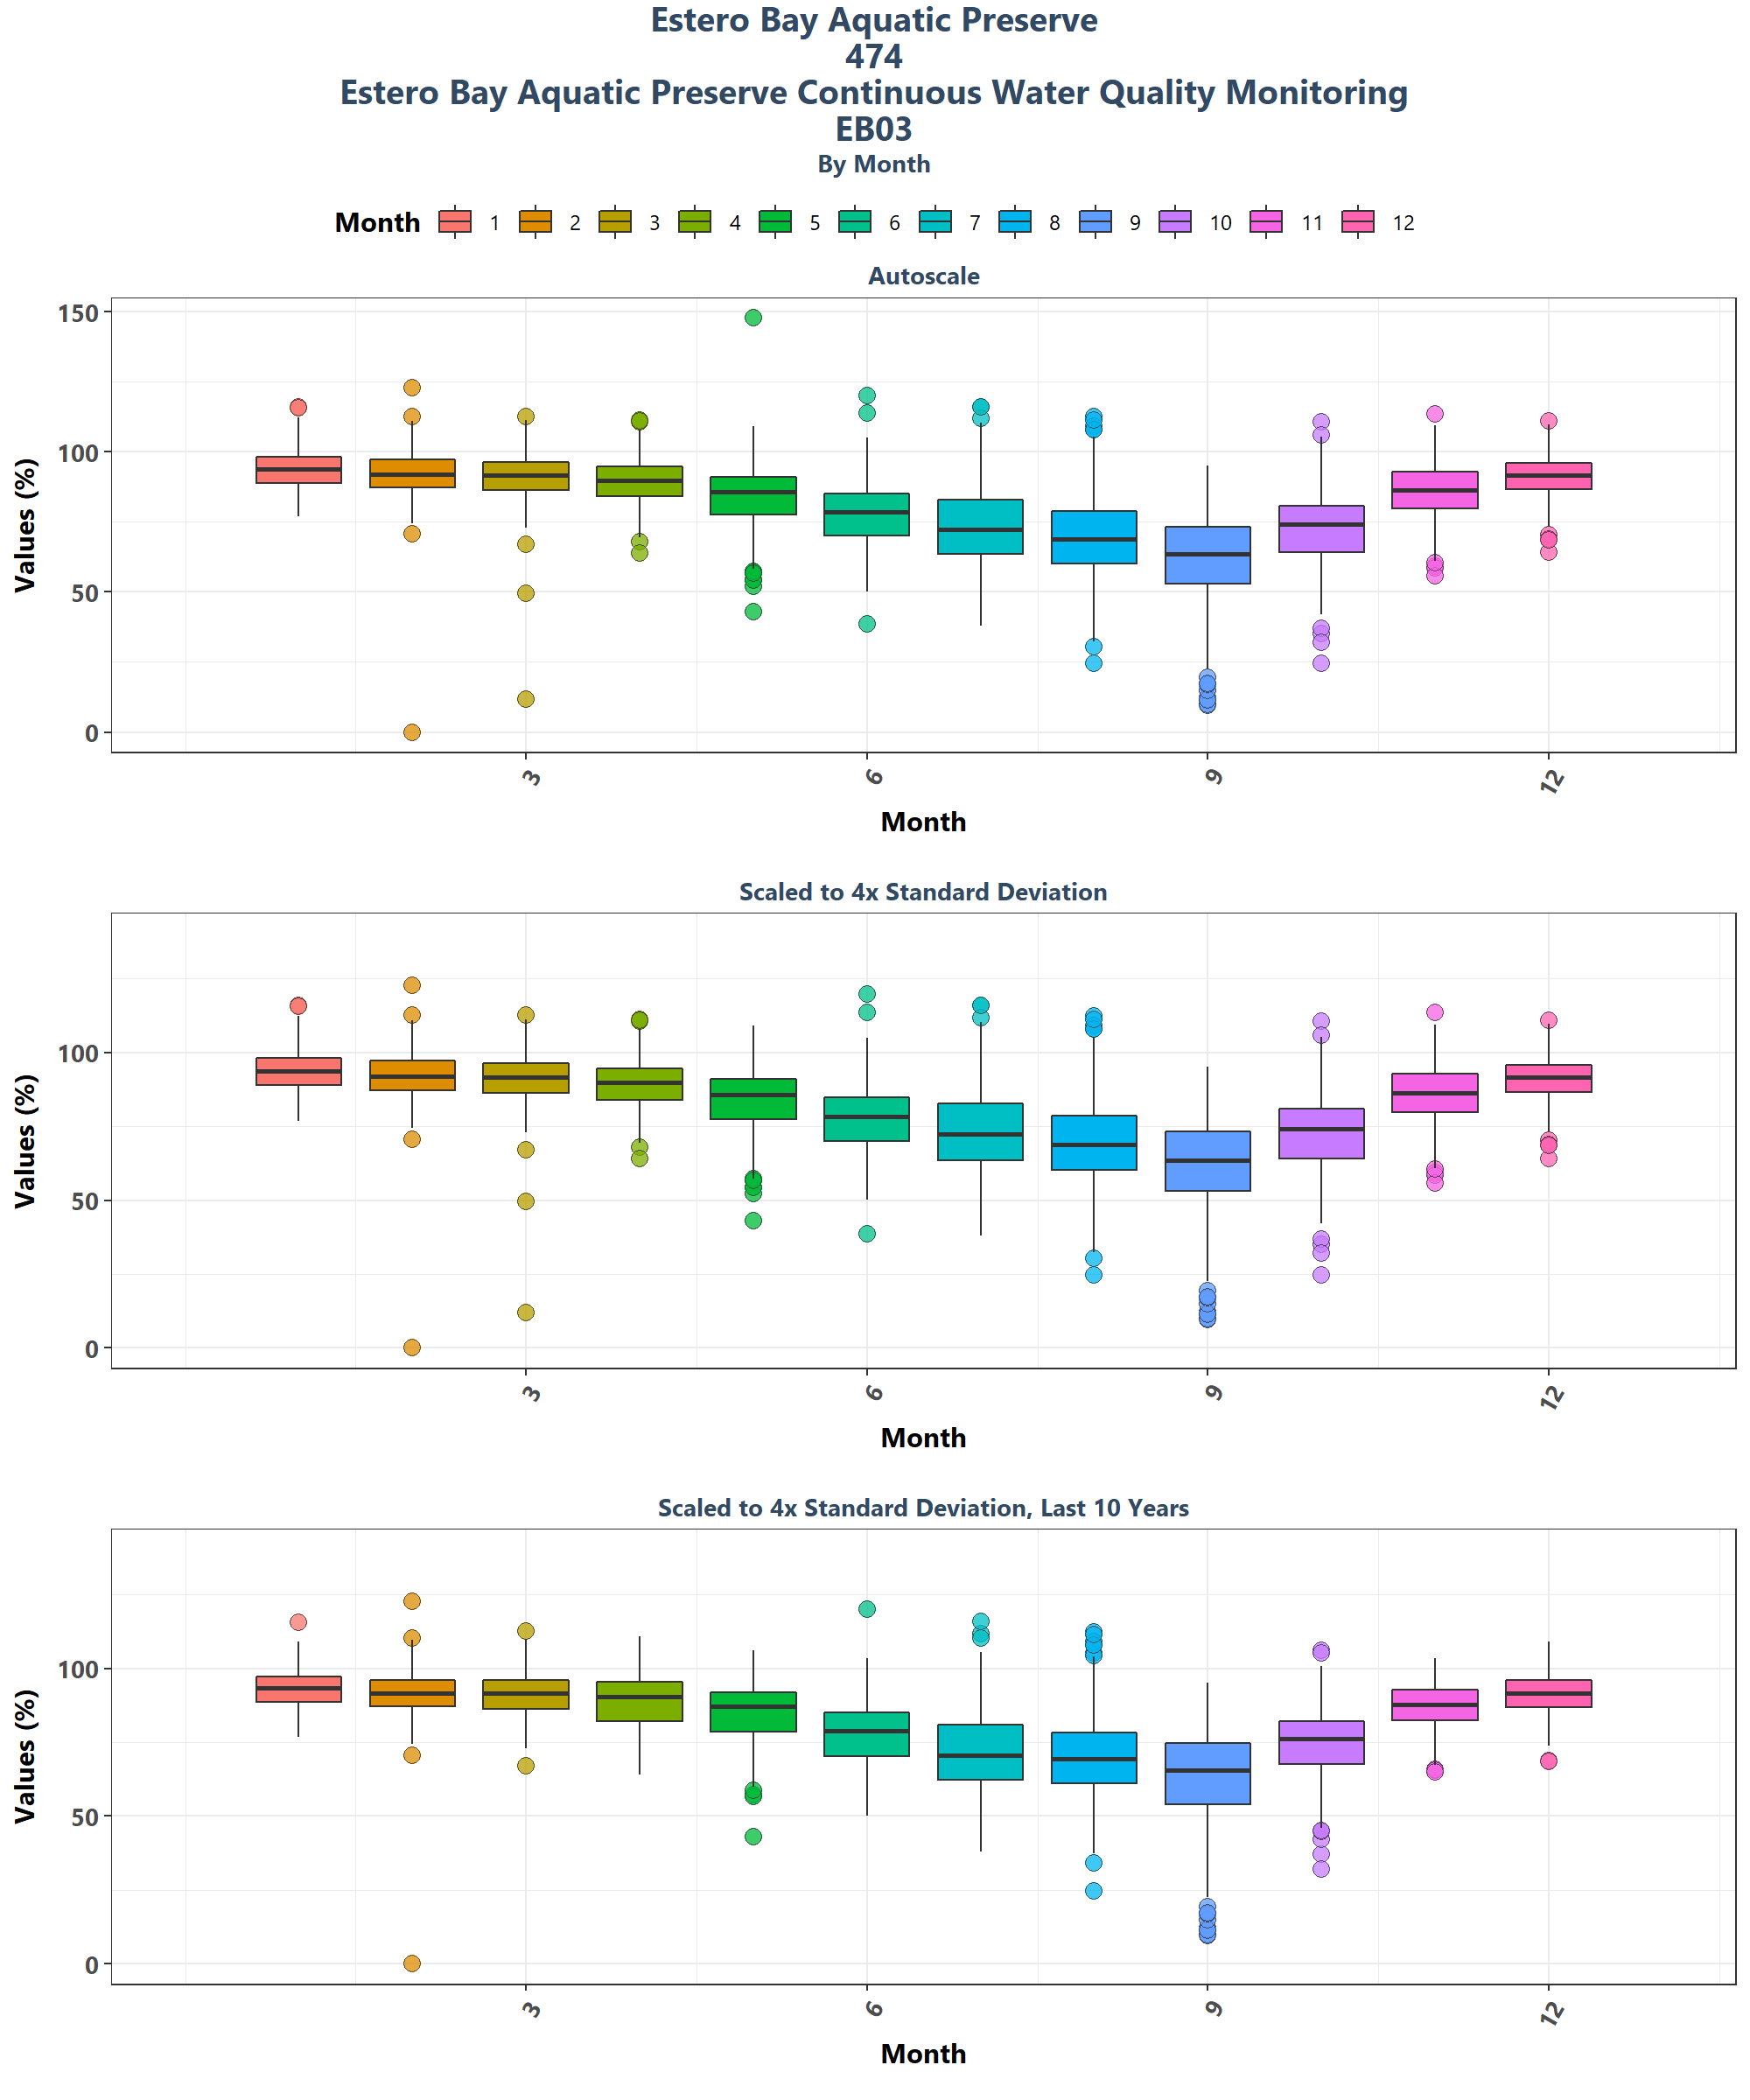 Estero Bay Aquatic Preserve
474
Estero Bay Aquatic Preserve Continuous Water Quality Monitoring
EB03
By Month
Month 1 2 3 4 5 6 7 8 9 10 11 12
Autoscale
150
100
50
0
Values (%)
3 6 9 12
Month
Scaled to 4x Standard Deviation
100
50
0
Values (%)
3 6 9 12
Month
Scaled to 4x Standard Deviation, Last 10 Years
100
50
0
Values (%)
3 6 9 12
Month